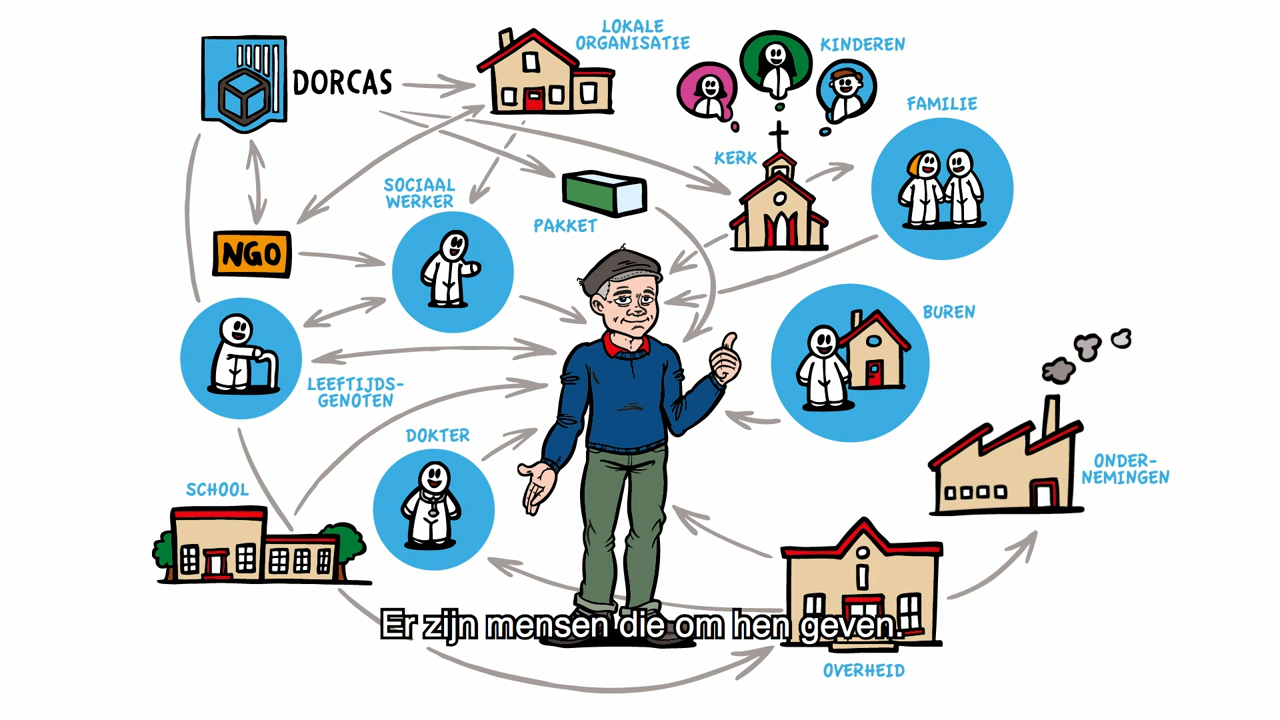 DORCAS
LOKALE
ORGANISATIE
KINDEREN
FAMILIE
KERK
SOCIAAL
WERKER
PAKKET
NGO
BUREN
LEEFTIJDS-
GENOTEN
DOKTER
ONDER-
NEMINGEN
SCHOOL
Er zijn mensen die om hen geven.
OVERHEID